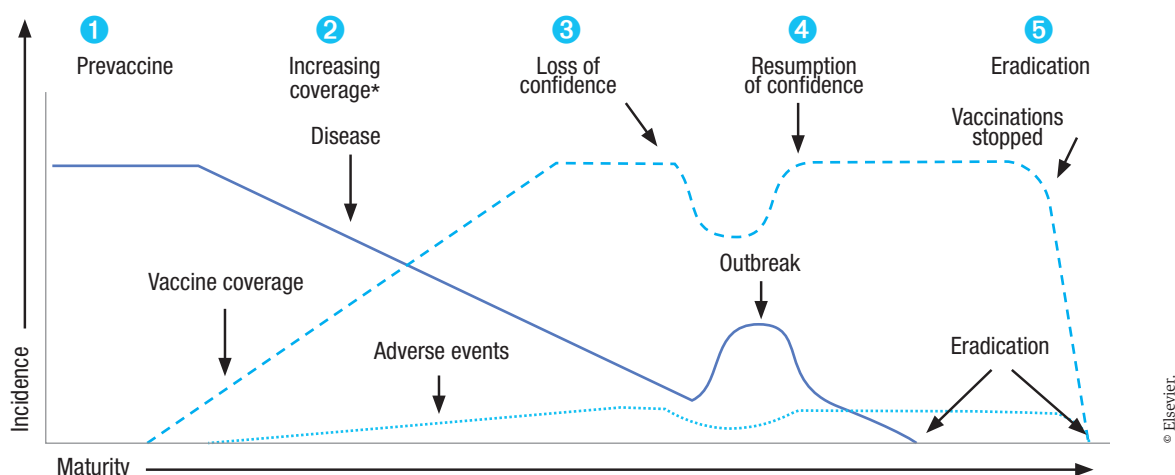 1
2
3
4
5
Prevaccine
Increasing
coverage*
Loss of
confidence
Resumption
of confidence
Eradication
Vaccinations
stopped
Disease
Vaccine coverage
Outbreak
Adverse events
Eradication
Incidence
Maturity
© Elsevier.